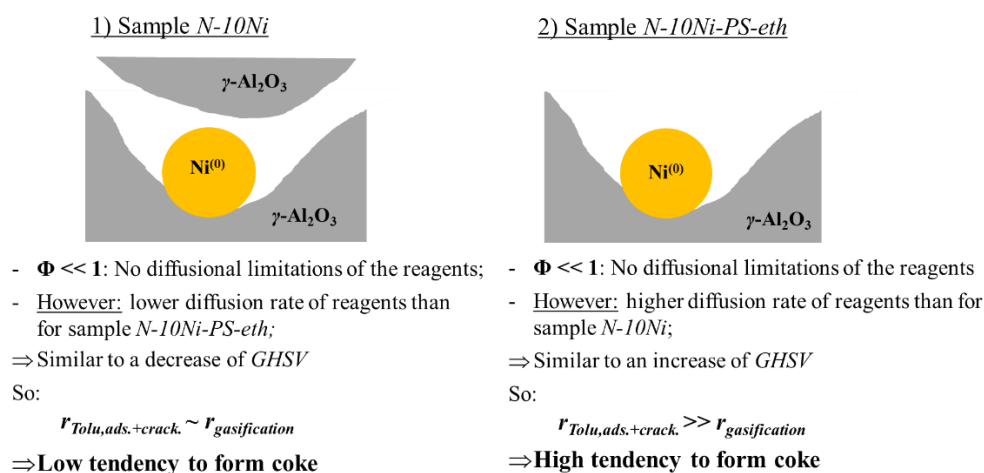 1) Sample N-10Ni
γ-Al2O3
Ni(0)
γ-Al2O3
- Φ << 1: No diffusional limitations of the reagents;
- However: lower diffusion rate of reagents than
for sample N-10Ni-PS-eth;
⇒ Similar to a decrease of GHSV
So:
rTolu,ads.+crack. ~ rgasification
⇒Low tendency to form coke
2) Sample N-10Ni-PS-eth
Ni(0)
γ-Al2O3
- Φ << 1: No diffusional limitations of the reagents
- However: higher diffusion rate of reagents than for
sample N-10Ni;
⇒ Similar to an increase of GHSV
So:
rTolu,ads.+crack. >> rgasification
⇒High tendency to form coke